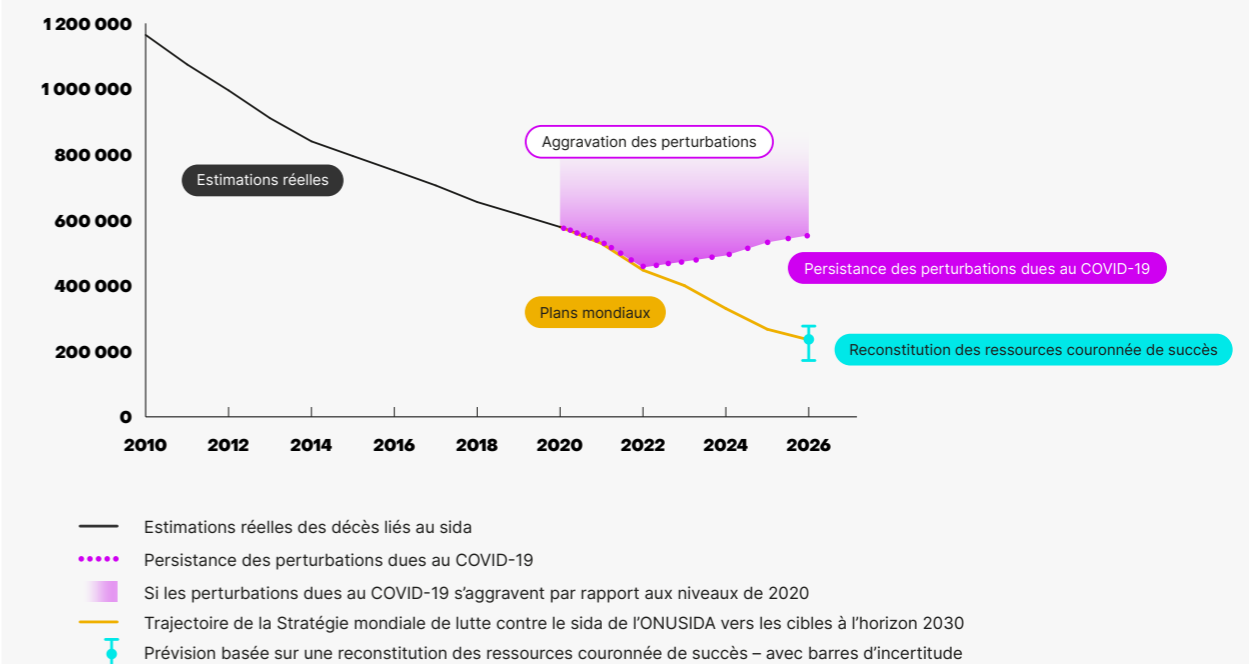 1 200 000
1 000 000
800 000
600 000
400 000
200 000
0
Aggravation des perturbations
Estimations réelles
Persistance des perturbations dues au COVID-19
Plans mondiaux
Reconstitution des ressources couronnée de succès
2010 2012 2014 2016 2018 2020 2022 2024 2026
Estimations réelles des décès liés au sida
Persistance des perturbations dues au COVID-19
Si les perturbations dues au COVID-19 s’aggravent par rapport aux niveaux de 2020
Trajectoire de la Stratégie mondiale de lutte contre le sida de l’ONUSIDA vers les cibles à l’horizon 2030
Prévision basée sur une reconstitution des ressources couronnée de succès – avec barres d’incertitude